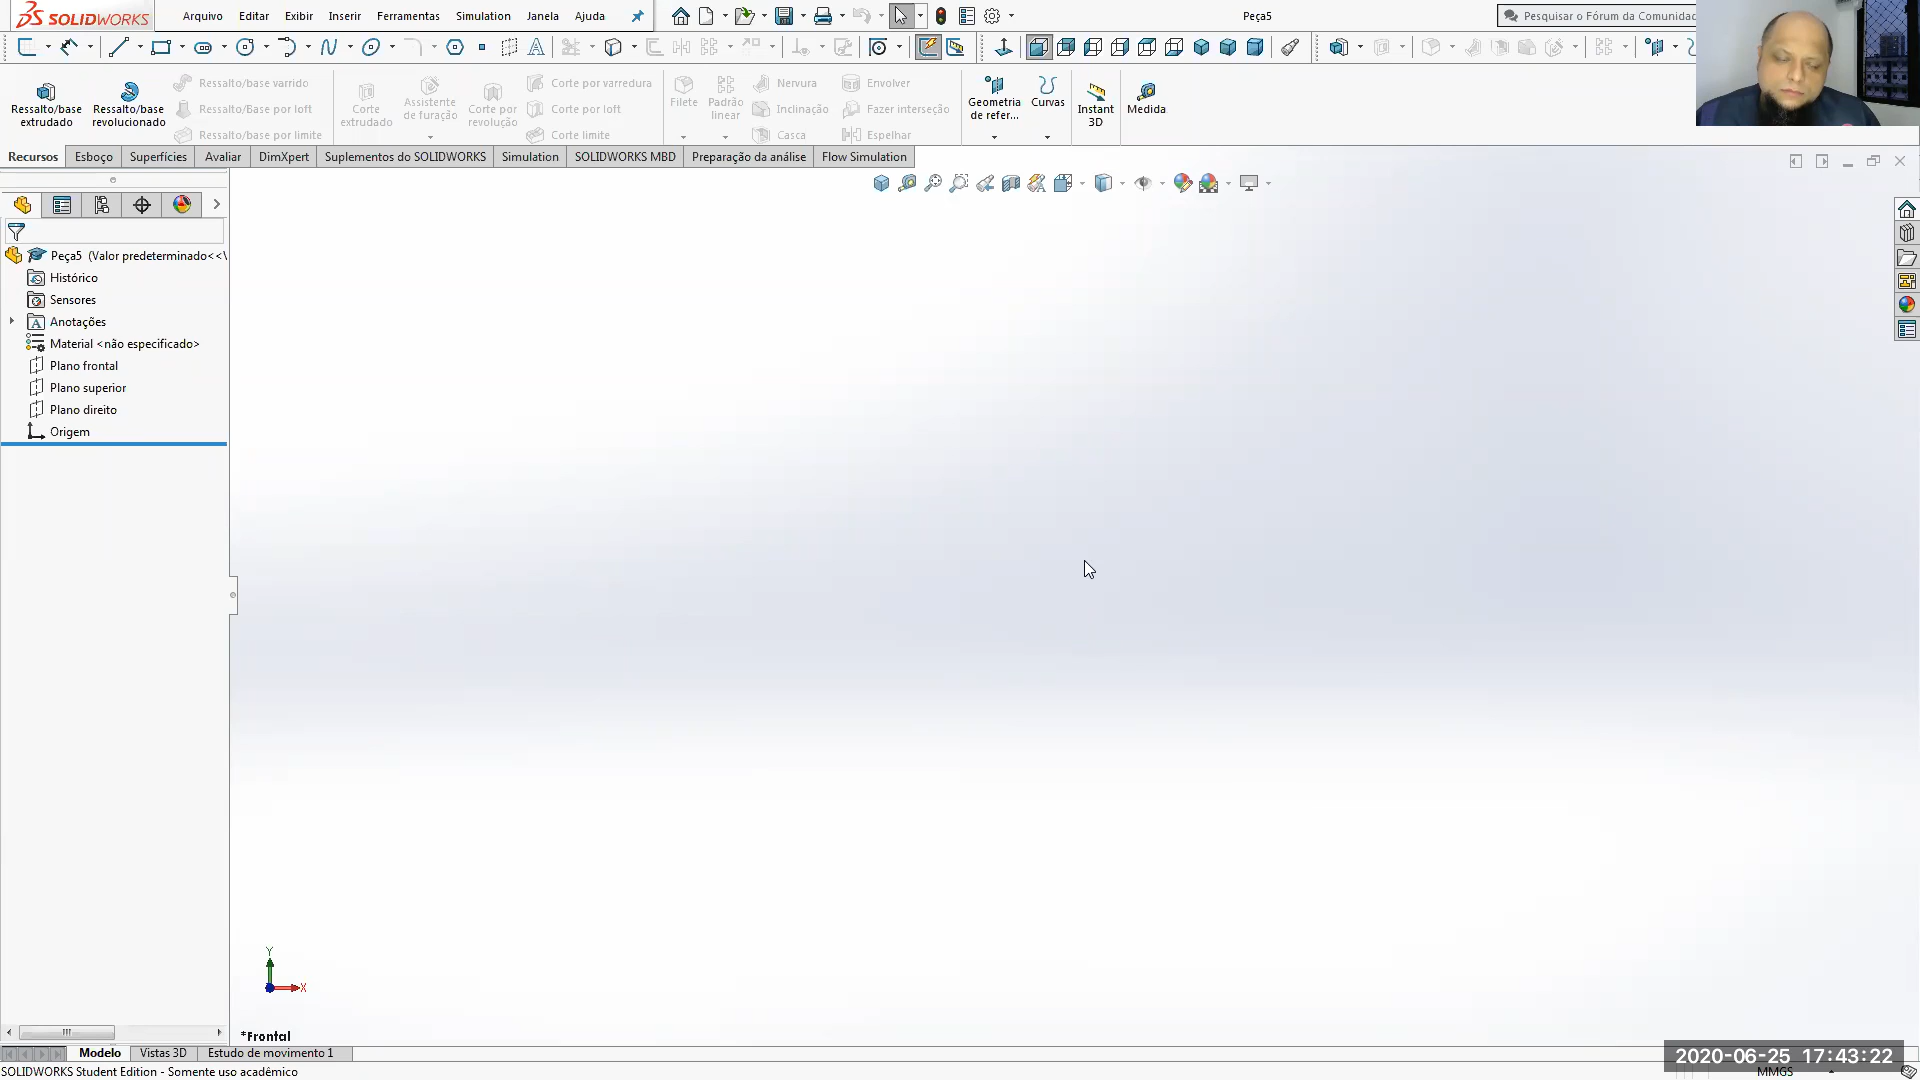 SOLIDWORKS
Arquivo Editar Exibir Inserir Ferramentas Simulation Janela Ajuda
Peça5
Pesquisar o Fórum da Comunidac
Ressalto/base extrudado
Ressalto/base revolucionado
Ressalto/base varrido
Ressalto/base por loft
Ressalto/base por limite
Corte extrudado
Assistente de furação
Corte por revolução
Corte por varredura
Corte por loft
Corte limite
Filete
Padrão linear
Nervura
Inclinação
Casca
Envolver
Fazer interseção
Espelhar
Geometria de refer...
Curvas
Instant 3D
Medida
Recursos Esboço Superfícies Avaliar DimXpert Suplementos do SOLIDWORKS Simulation SOLIDWORKS MBD Preparação da análise Flow Simulation
Peça5 (Valor predeterminado<<\
Histórico
Sensores
Anotações
Material <não especificado>
Plano frontal
Plano superior
Plano direito
Origem
Y
X
*Frontal
Modelo Vistas 3D Estudo de movimento 1
2020-06-25 17:43:22
SOLIDWORKS Student Edition - Somente uso acadêmico
MMGS